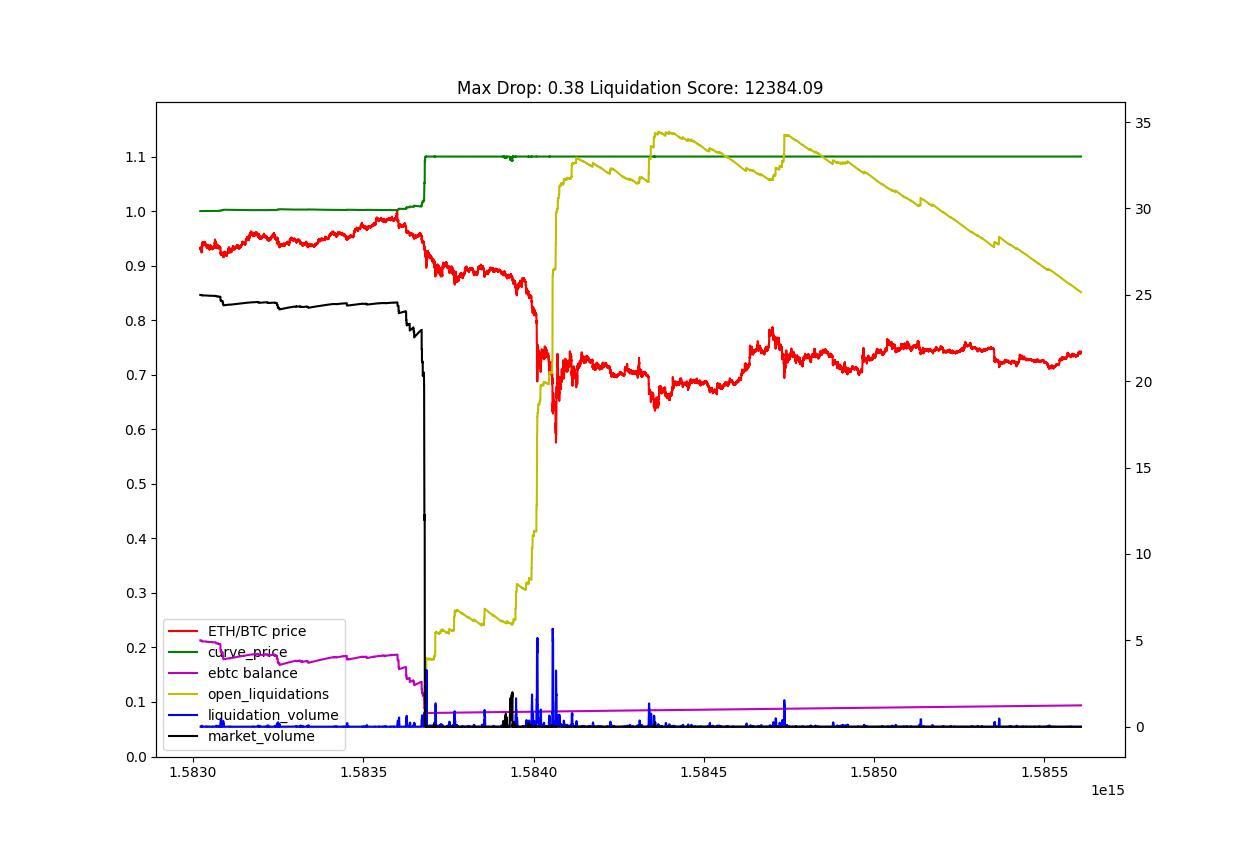 Max Drop: 0.38 Liquidation Score: 12384.09
1.1
1.0
0.9
0.8
0.7
0.6
0.5
0.4
0.3
0.2
0.1
0.0
35
30
25
20
15
10
5
0
ETH/BTC price
curve_price
ebtc balance
open_liquidations
liquidation_volume
market_volume
1.5830 1.5835 1.5840 1.5845 1.5850 1.5855
1e15